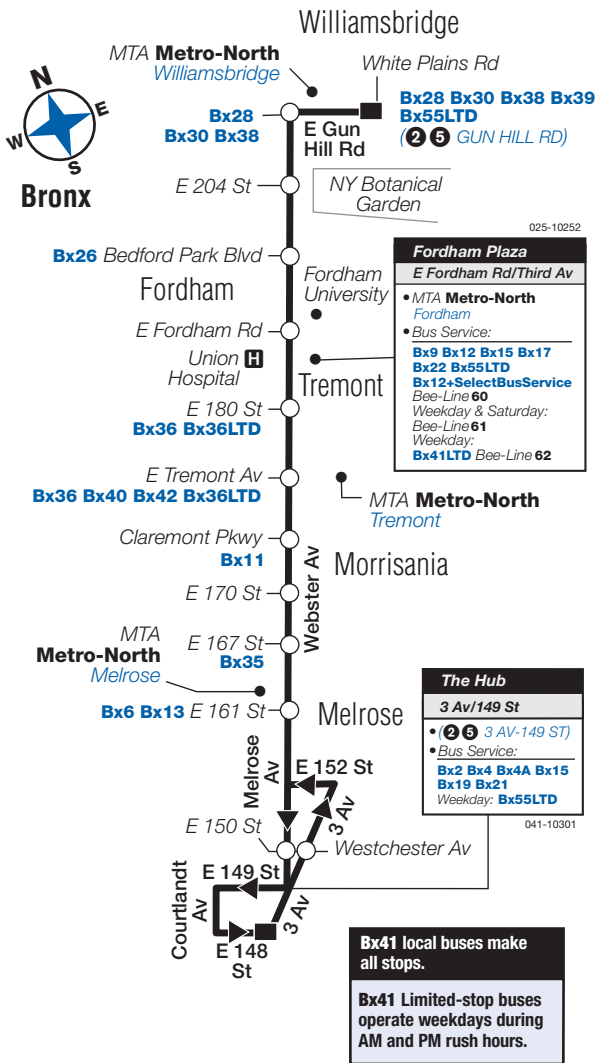 Williamsbridge
MTA Metro-North
Williamsbridge
White Plains Rd
N
E
W
S
Bronx
Bx28
Bx30 Bx38
E Gun
Hill Rd
Bx28 Bx30 Bx38 Bx39
Bx55LTD
(2 5 GUN HILL RD)
E 204 St
NY Botanical
Garden
025-10252
Bx26 Bedford Park Blvd
Fordham
Fordham
University
E Fordham Rd
Union H
Hospital
Fordham Plaza
E Fordham Rd/Third Av
• MTA Metro-North
Fordham
• Bus Service:
Bx9 Bx12 Bx15 Bx17
Bx22 Bx55LTD
Bx12+SelectBusService
Bee-Line 60
Weekday & Saturday:
Bee-Line 61
Weekday:
Bx41LTD Bee-Line 62
Tremont
E 180 St
Bx36 Bx36LTD
E Tremont Av
Bx36 Bx40 Bx42 Bx36LTD
MTA Metro-North
Tremont
Claremont Pkwy
Bx11
Webster Av
Morrisania
E 170 St
E 167 St
Bx35
MTA
Metro-North
Melrose
Bx6 Bx13 E 161 St
Melrose
The Hub
3 Av/149 St
• (2 5 3 AV-149 ST)
• Bus Service:
Bx2 Bx4 Bx4A Bx15
Bx19 Bx21
Weekday: Bx55LTD
041-10301
Melrose
Av
E 152 St
3 Av
E 150 St
Westchester Av
E 149 St
Courtlandt
Av
3 Av
E 148
St
Bx41 local buses make
all stops.
Bx41 Limited-stop buses
operate weekdays during
AM and PM rush hours.